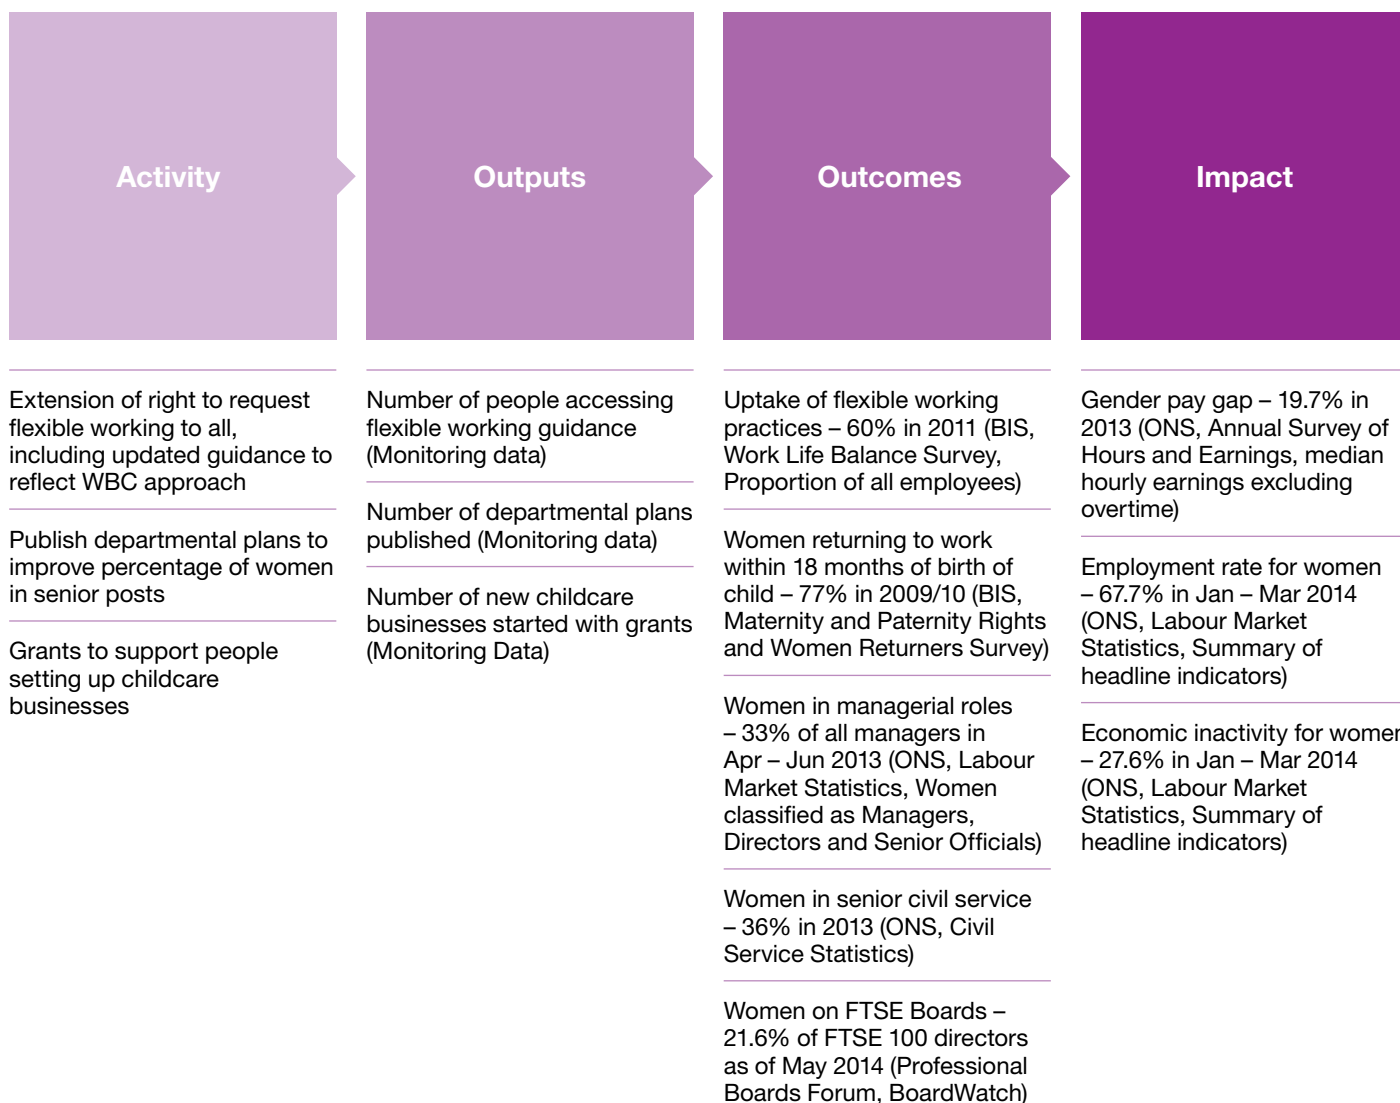 Activity
Outputs
Outcomes
Impact
Extension of right to request
flexible working to all,
including updated guidance to
reflect WBC approach
Publish departmental plans to
improve percentage of women
in senior posts
Grants to support people
setting up childcare
businesses
Number of people accessing
flexible working guidance
(Monitoring data)
Number of departmental plans
published (Monitoring data)
Number of new childcare
businesses started with grants
(Monitoring Data)
Uptake of flexible working
practices – 60% in 2011 (BIS,
Work Life Balance Survey,
Proportion of all employees)
Women returning to work
within 18 months of birth of
child – 77% in 2009/10 (BIS,
Maternity and Paternity Rights
and Women Returners Survey)
Women in managerial roles
– 33% of all managers in
Apr – Jun 2013 (ONS, Labour
Market Statistics, Women
classified as Managers,
Directors and Senior Officials)
Women in senior civil service
– 36% in 2013 (ONS, Civil
Service Statistics)
Women on FTSE Boards –
21.6% of FTSE 100 directors
as of May 2014 (Professional
Boards Forum, BoardWatch)
Gender pay gap – 19.7% in
2013 (ONS, Annual Survey of
Hours and Earnings, median
hourly earnings excluding
overtime)
Employment rate for women
– 67.7% in Jan – Mar 2014
(ONS, Labour Market
Statistics, Summary of
headline indicators)
Economic inactivity for women
– 27.6% in Jan – Mar 2014
(ONS, Labour Market
Statistics, Summary of
headline indicators)